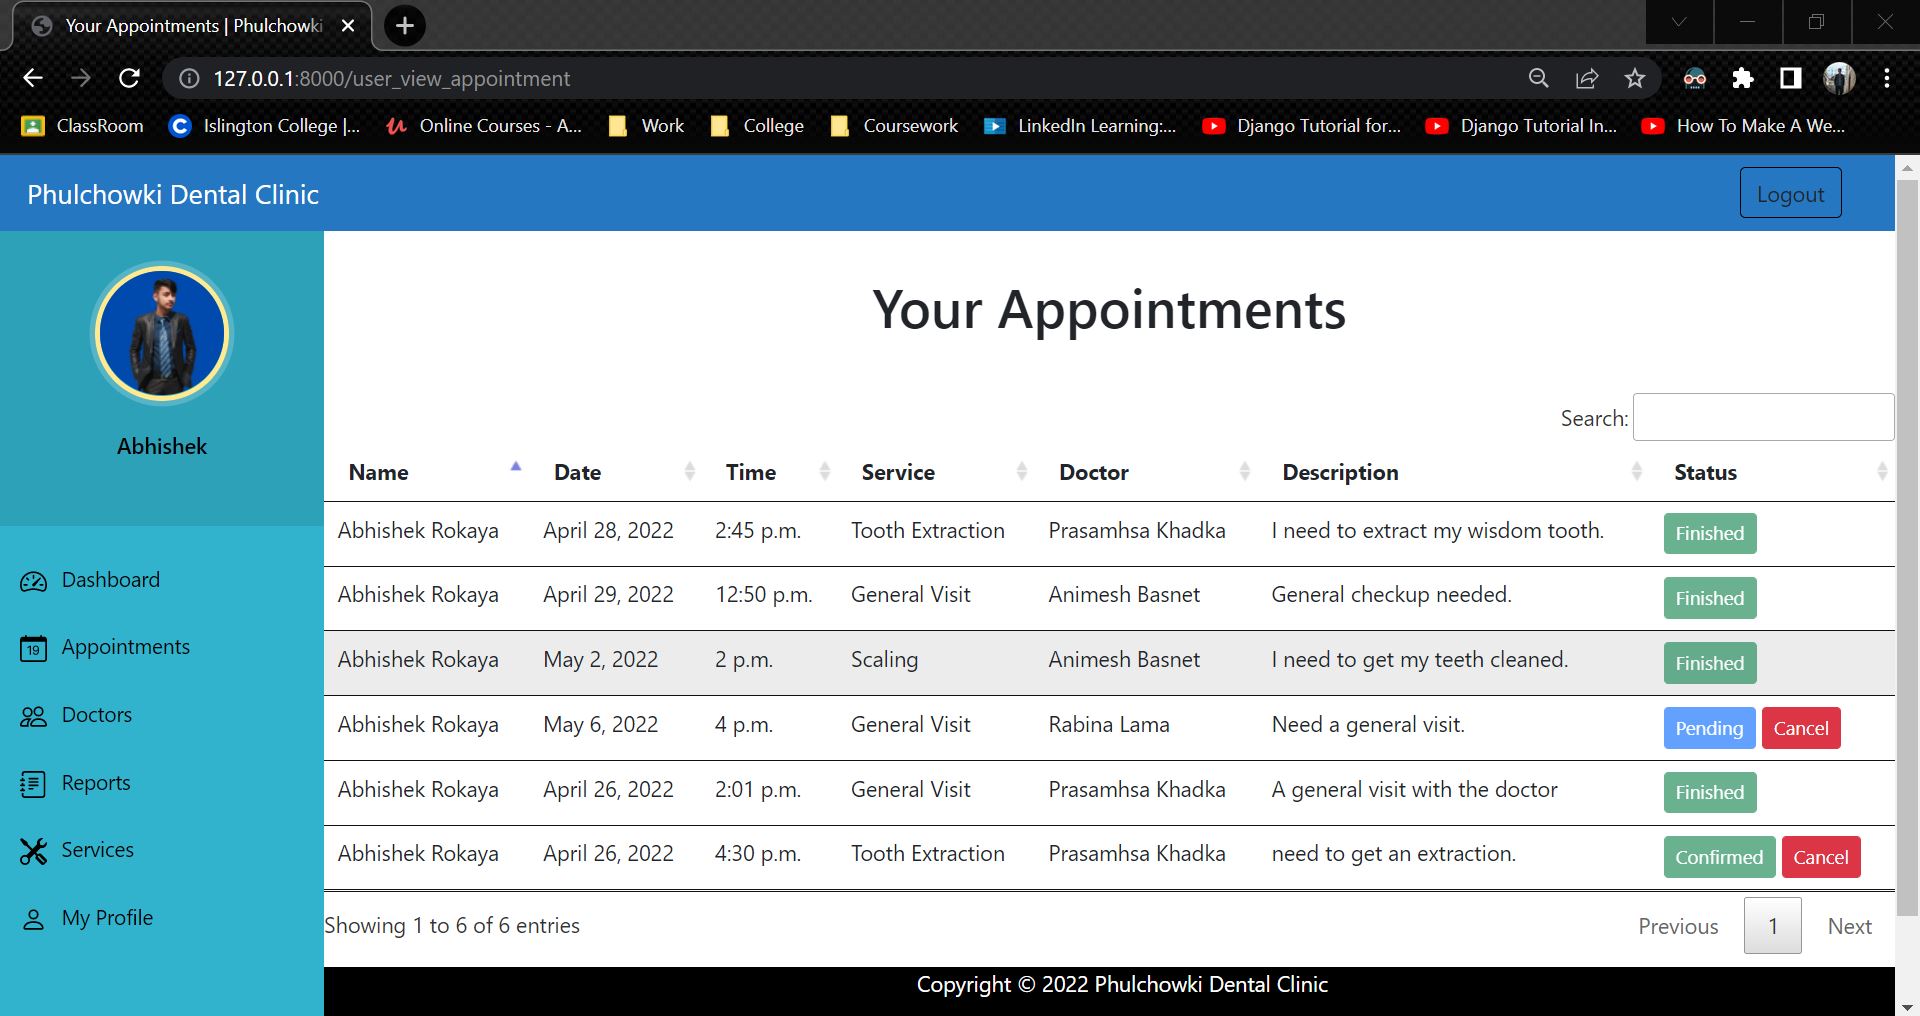 Your Appointments | Phulchowki
127.0.0.1:8000/user_view_appointment
ClassRoom Islington College |... Online Courses - A... Work College Coursework LinkedIn Learning:... Django Tutorial for... Django Tutorial In... How To Make A We...
Phulchowki Dental Clinic Logout
Abhishek
Dashboard
19 Appointments
Doctors
Reports
Services
My Profile
Your Appointments
Search:
Name Date Time Service Doctor Description Status
Abhishek Rokaya April 28, 2022 2:45 p.m. Tooth Extraction Prasamhsa Khadka I need to extract my wisdom tooth. Finished
Abhishek Rokaya April 29, 2022 12:50 p.m. General Visit Animesh Basnet General checkup needed. Finished
Abhishek Rokaya May 2, 2022 2 p.m. Scaling Animesh Basnet I need to get my teeth cleaned. Finished
Abhishek Rokaya May 6, 2022 4 p.m. General Visit Rabina Lama Need a general visit. Pending Cancel
Abhishek Rokaya April 26, 2022 2:01 p.m. General Visit Prasamhsa Khadka A general visit with the doctor Finished
Abhishek Rokaya April 26, 2022 4:30 p.m. Tooth Extraction Prasamhsa Khadka need to get an extraction. Confirmed Cancel
Showing 1 to 6 of 6 entries Previous 1 Next
Copyright © 2022 Phulchowki Dental Clinic